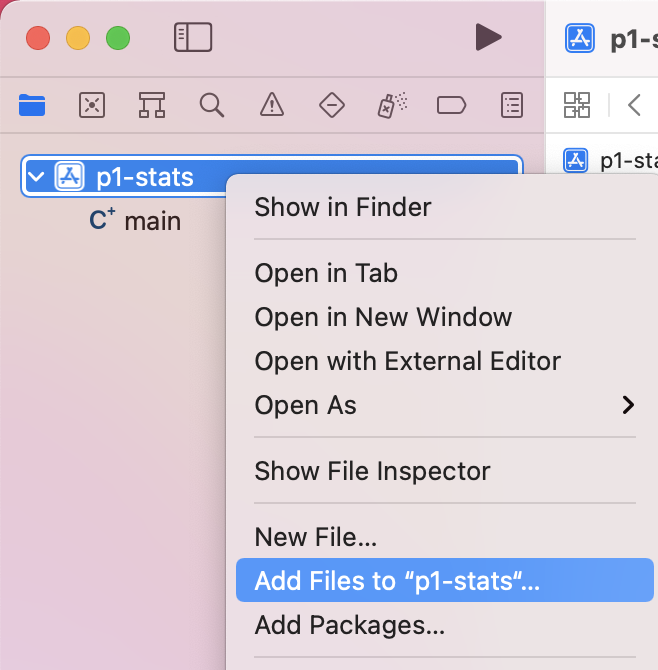 p1-s
p1-sta
p1-stats
C+ main
Show in Finder
Open in Tab
Open in New Window
Open with External Editor
Open As
Show File Inspector
New File...
Add Files to “p1-stats“...
Add Packages...